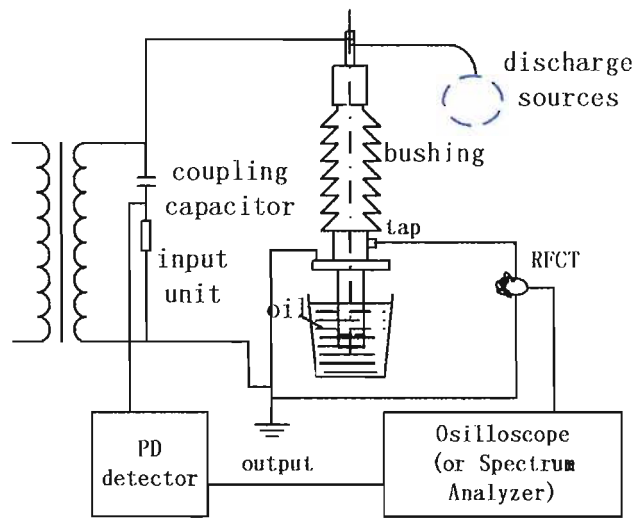 discharge
sources
bushing
coupling
capacitor
tap
input
unit
RFCT
oil
PD
detector
output
Osilloscope
(or Spectrum
Analyzer)